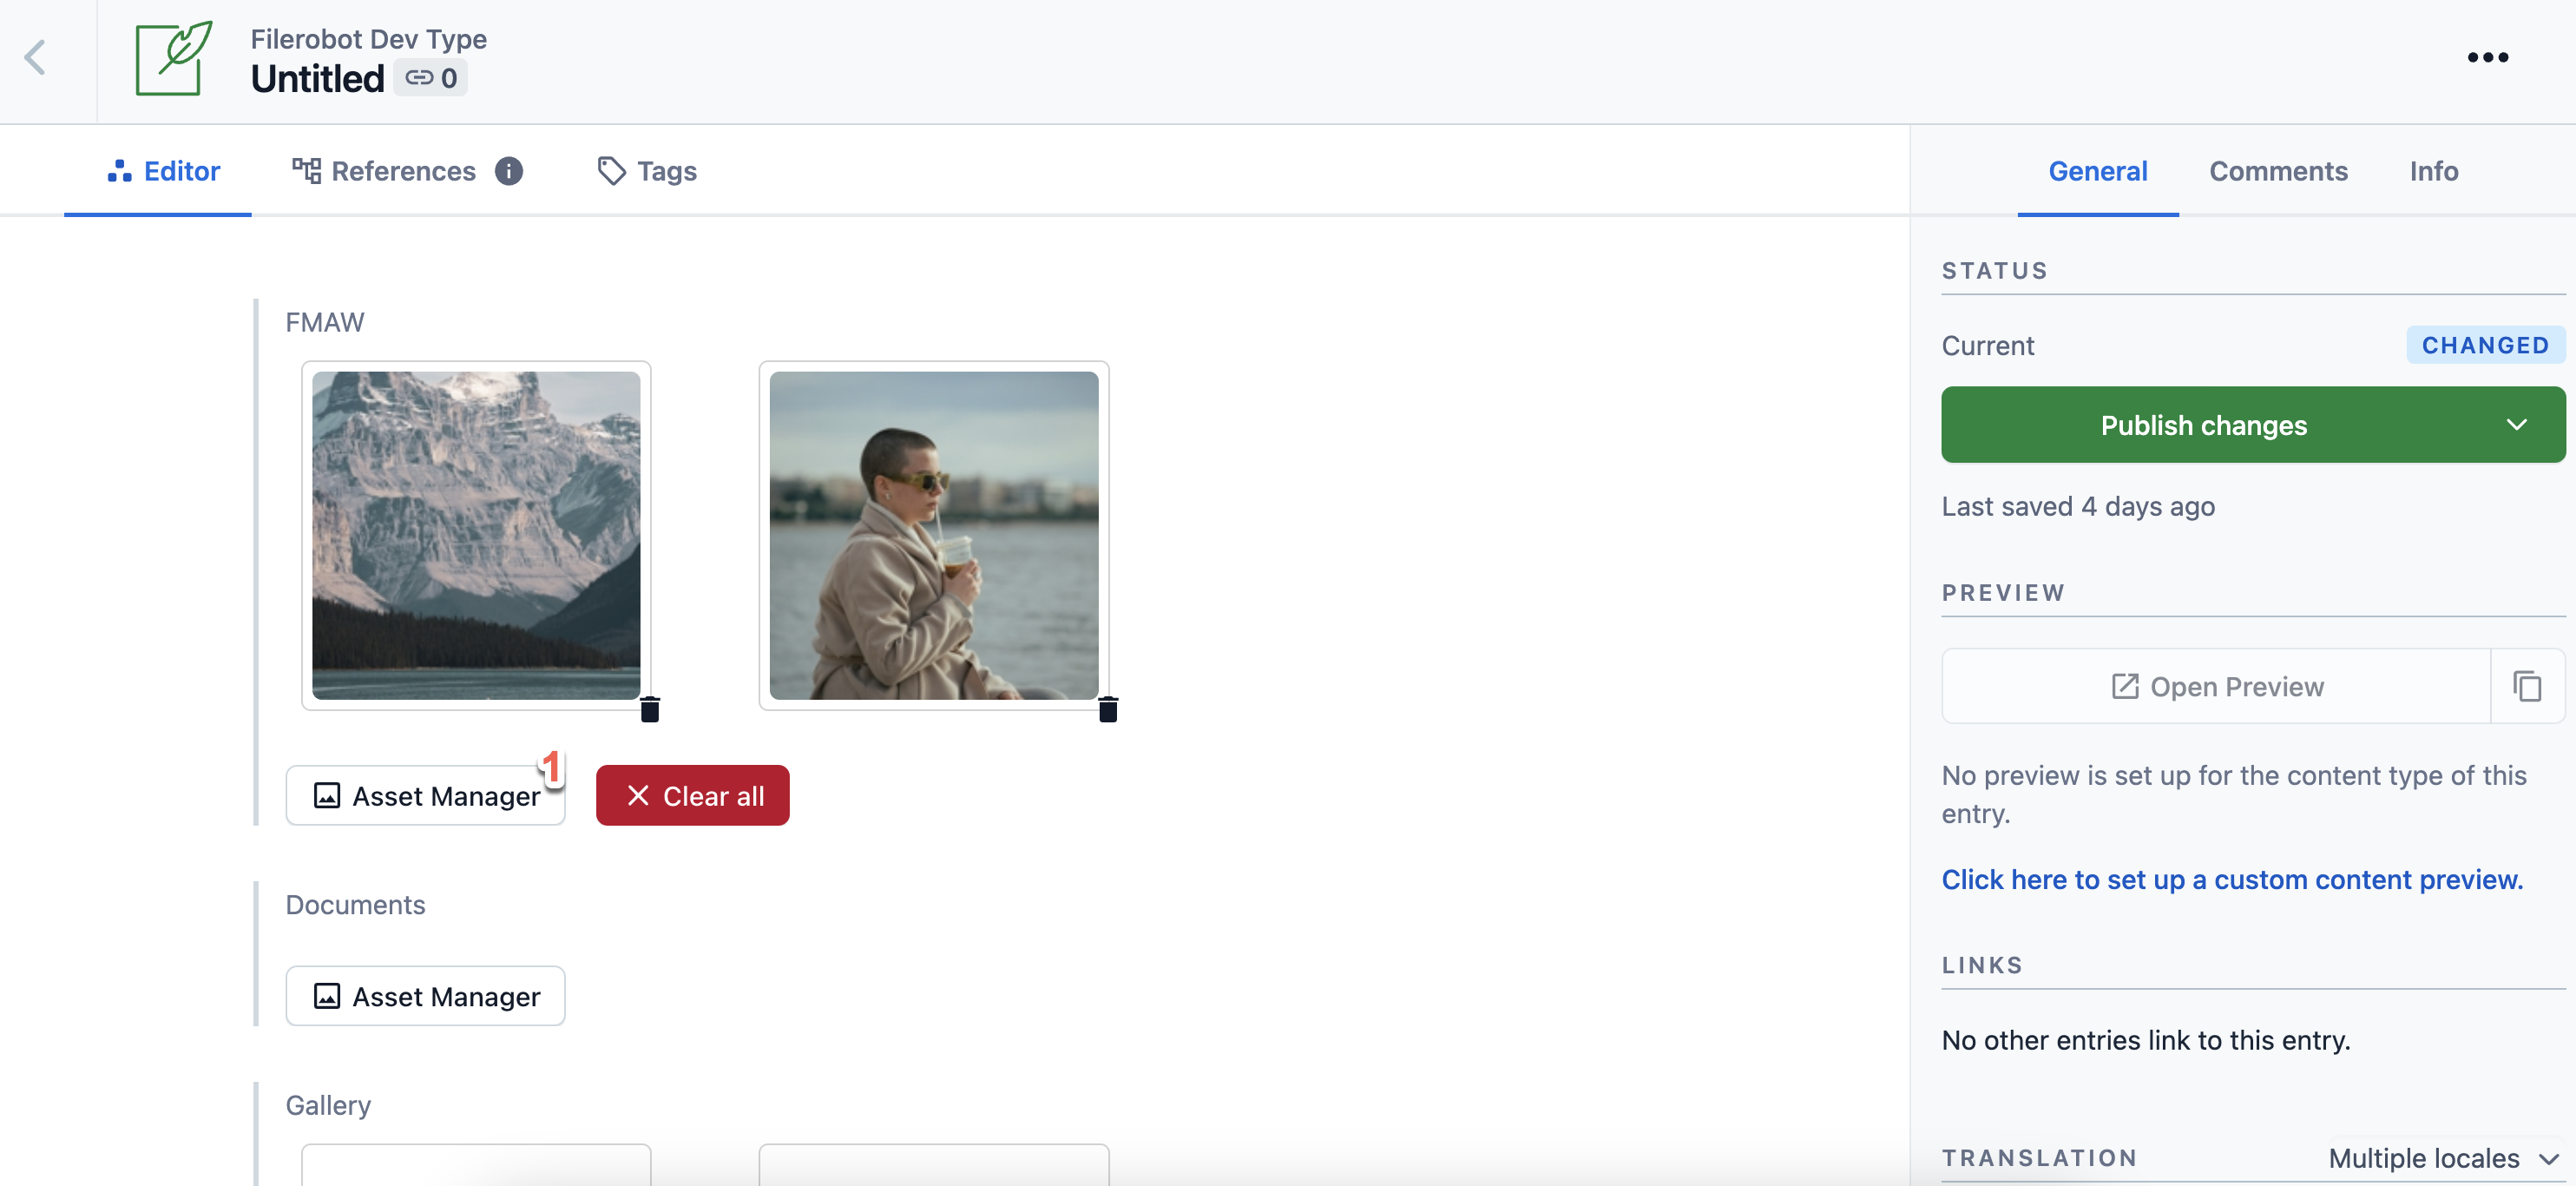 Filerobot Dev Type
Untitled 0
Editor
References
Tags
General
Comments
Info
FMAW
1
Asset Manager
Clear all
Documents
Asset Manager
Gallery
STATUS
Current
CHANGED
Publish changes
Last saved 4 days ago
PREVIEW
Open Preview
No preview is set up for the content type of this
entry.
Click here to set up a custom content preview.
LINKS
No other entries link to this entry.
TRANSLATION
Multiple locales